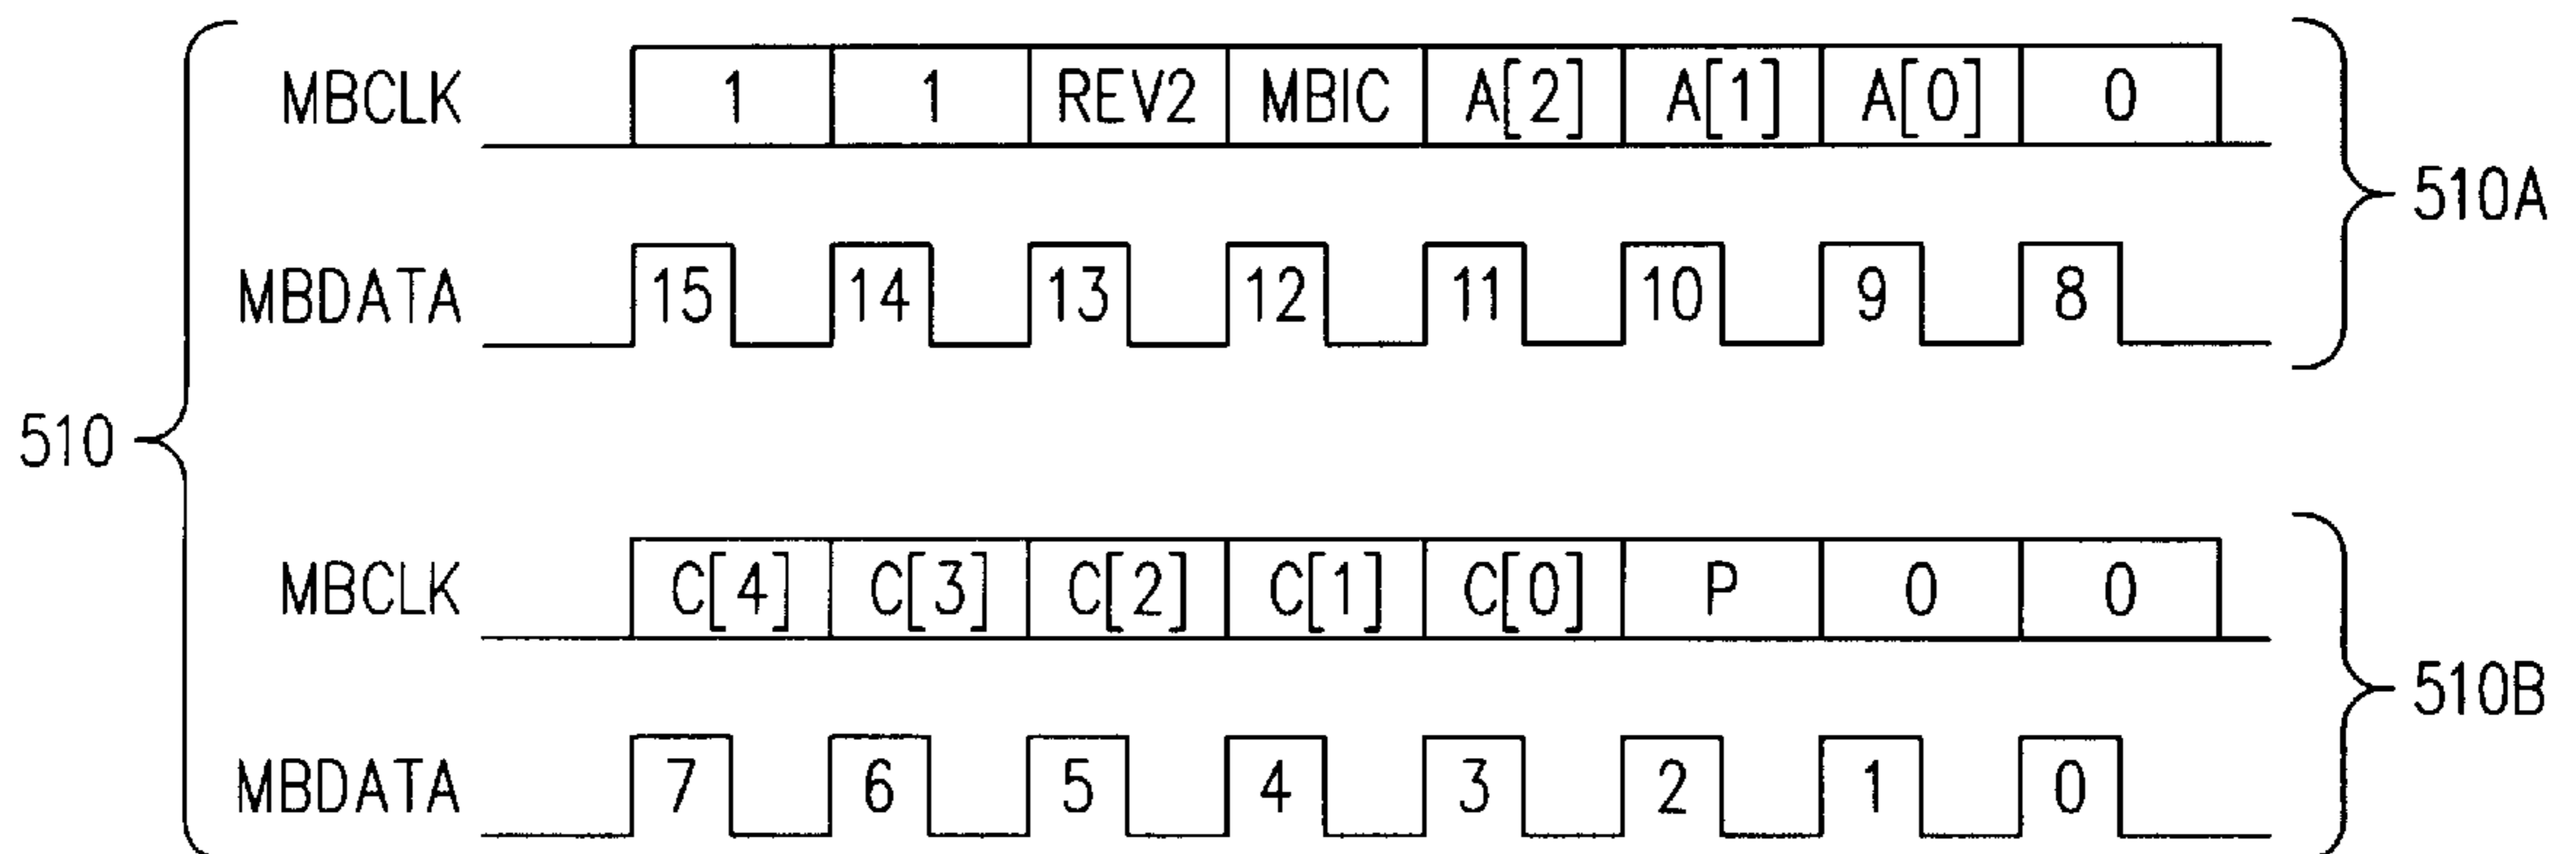 MBCLK 1 1 REV2 MBIC A[2] A[1] A[0] 0
510A
MBDATA 15 14 13 12 11 10 9 8
510
MBCLK C[4] C[3] C[2] C[1] C[0] P 0 0
510B
MBDATA 7 6 5 4 3 2 1 0